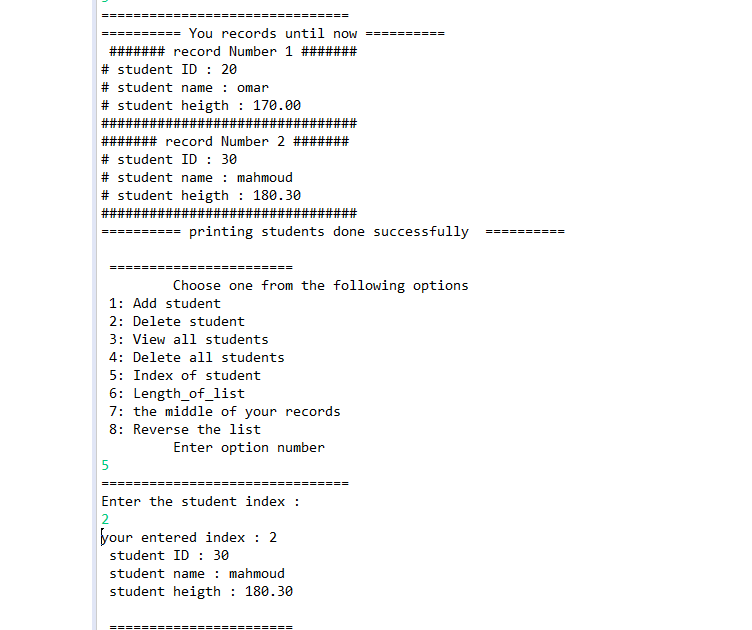 ===============================
========== You records until now ==========
####### record Number 1 #######
# student ID : 20
# student name : omar
# student heigth : 170.00
################################
####### record Number 2 #######
# student ID : 30
# student name : mahmoud
# student heigth : 180.30
################################
========== printing students done successfully ==========
=======================
Choose one from the following options
1: Add student
2: Delete student
3: View all students
4: Delete all students
5: Index of student
6: Length_of_list
7: the middle of your records
8: Reverse the list
Enter option number
5
===============================
Enter the student index :
2
your entered index : 2
student ID : 30
student name : mahmoud
student heigth : 180.30
=======================